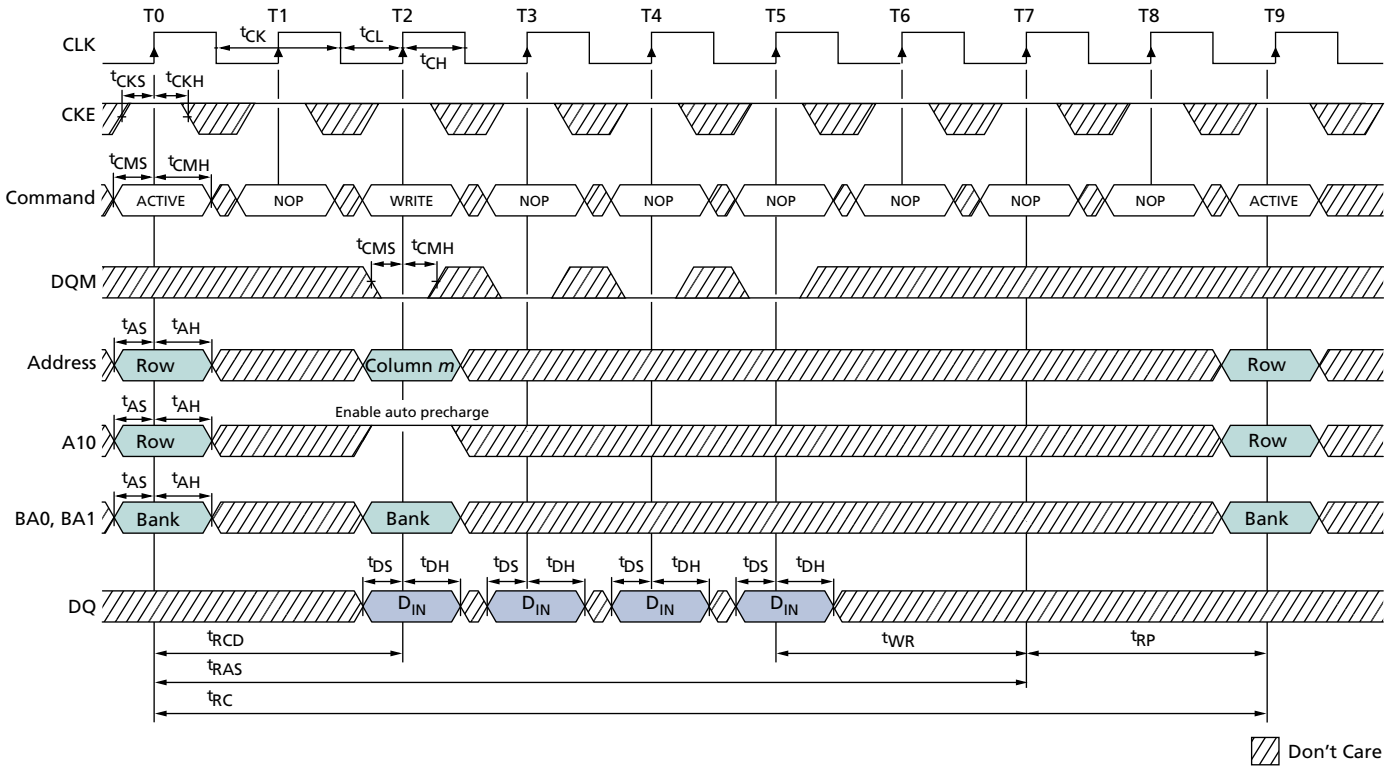 T0 T1 T2 T3 T4 T5 T6 T7 T8 T9
CLK tCK tCL tCH
tCKS tCKH
CKE
tCMS tCMH
Command ACTIVE NOP WRITE NOP NOP NOP NOP NOP NOP ACTIVE
tCMS tCMH
DQM
tAS tAH
Address Row Column m Row
tAS tAH Enable auto precharge
A10 Row Row
tAS tAH
BA0, BA1 Bank Bank Bank
tDS tDH tDS tDH tDS tDH tDS tDH
DQ DIN DIN DIN DIN
tRCD tWR tRP
tRAS
tRC
Don't Care